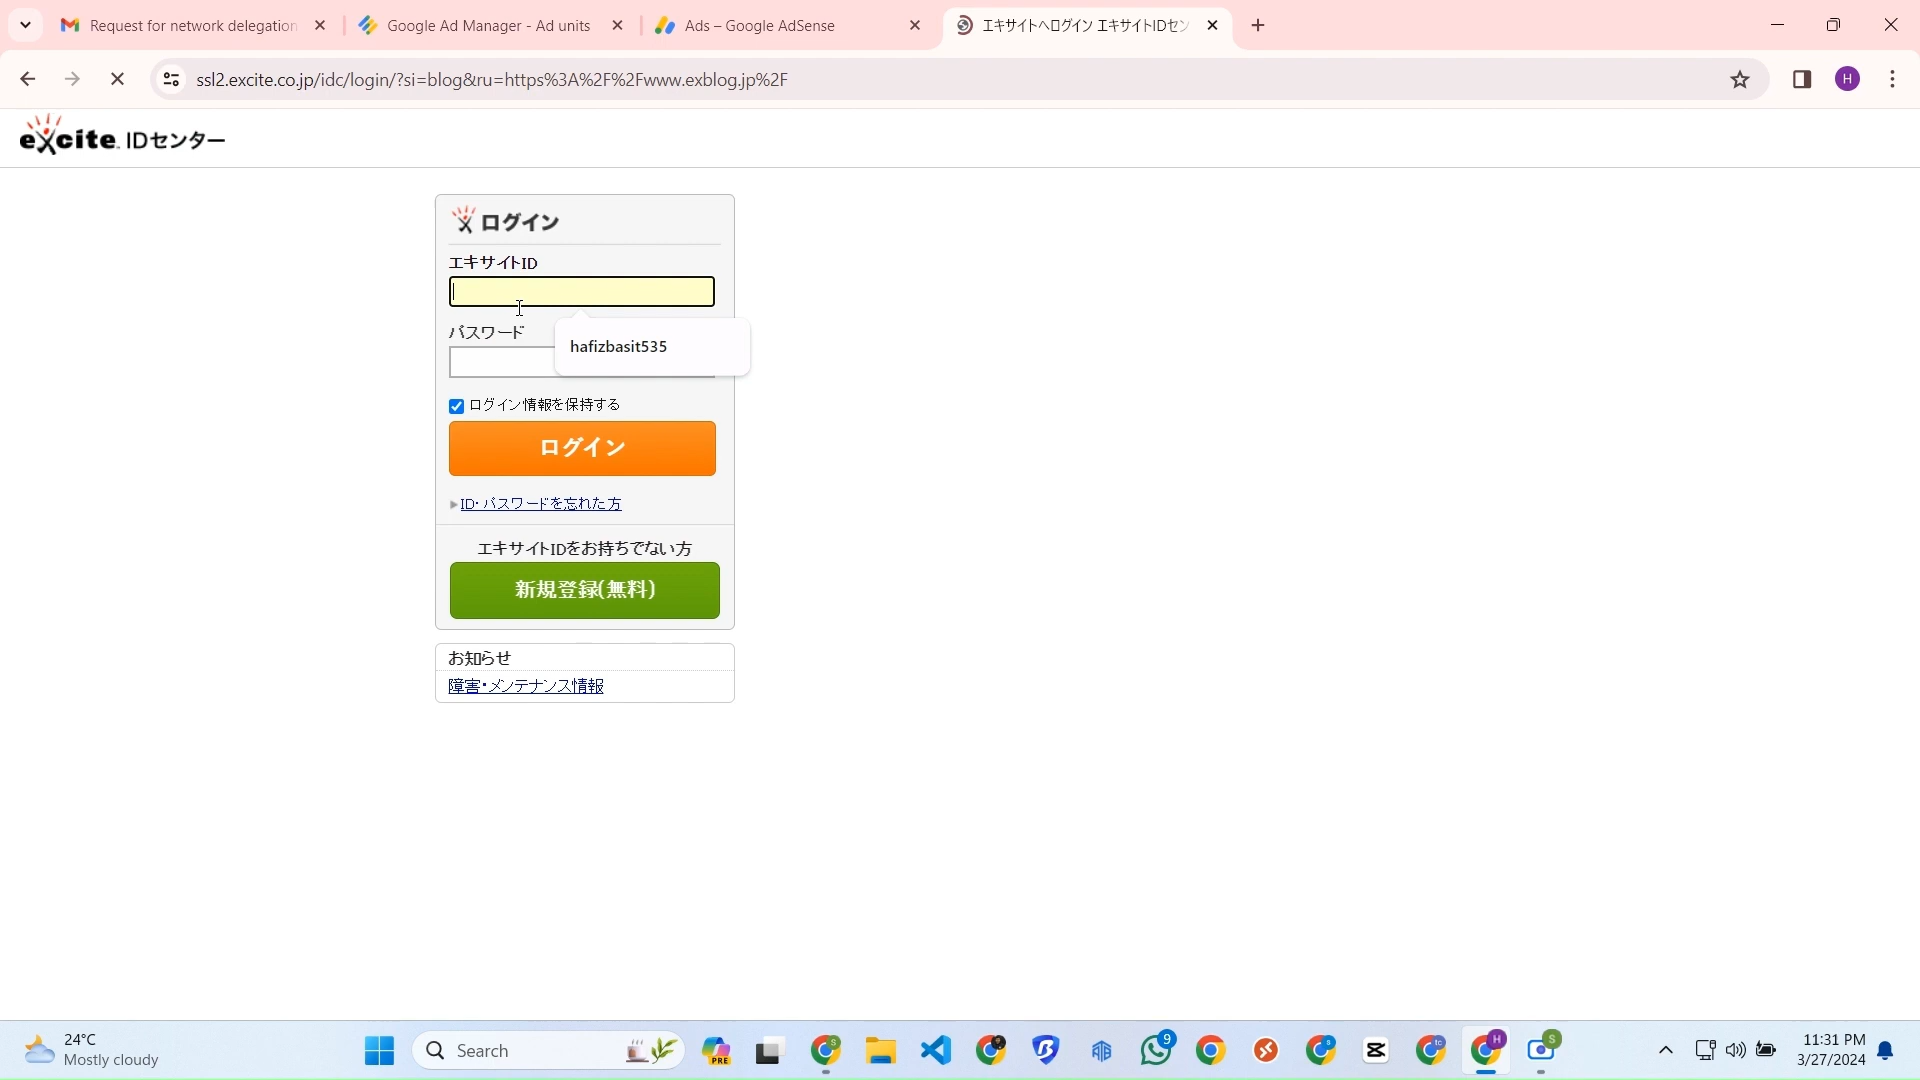 Request for network delegation
Google Ad Manager - Ad units
Ads – Google AdSense
エキサイトへログイン エキサイトIDセン
ssl2.excite.co.jp/idc/login/?si=blog&ru=https%3A%2F%2Fwww.exblog.jp%2F
H
excite. IDセンター
ログイン
エキサイトID
パスワード
hafizbasit535
ログイン情報を保持する
ログイン
ID・パスワードを忘れた方
エキサイトIDをお持ちでない方
新規登録(無料)
お知らせ
障害・メンテナンス情報
24°C
Mostly cloudy
Search
PRE
S
9
s
tc
H
S
11:31 PM
3/27/2024